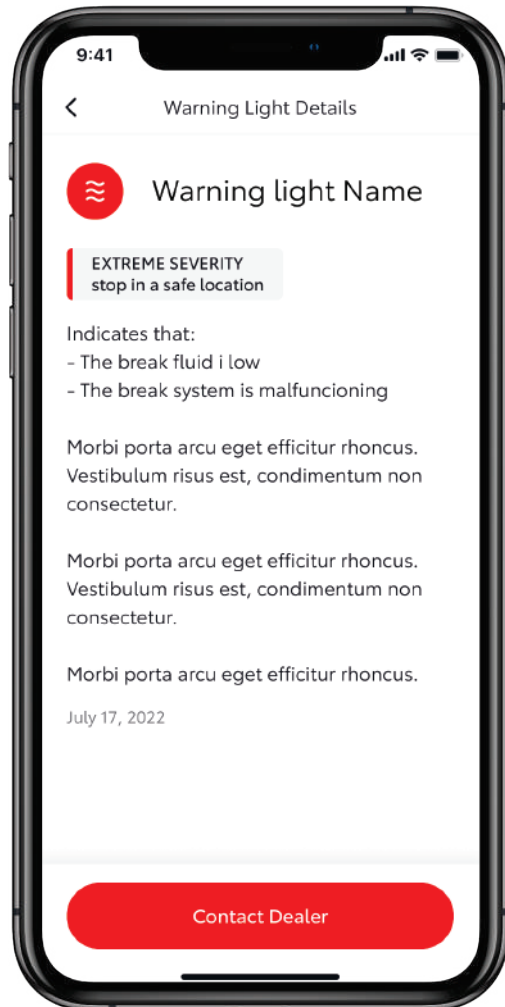 9:41
Warning Light Details
Warning light Name
EXTREME SEVERITY
stop in a safe location
Indicates that:
- The break fluid i low
- The break system is malfuncioning
Morbi porta arcu eget efficitur rhoncus.
Vestibulum risus est, condimentum non
consectetur.
Morbi porta arcu eget efficitur rhoncus.
Vestibulum risus est, condimentum non
consectetur.
Morbi porta arcu eget efficitur rhoncus.
July 17, 2022
Contact Dealer